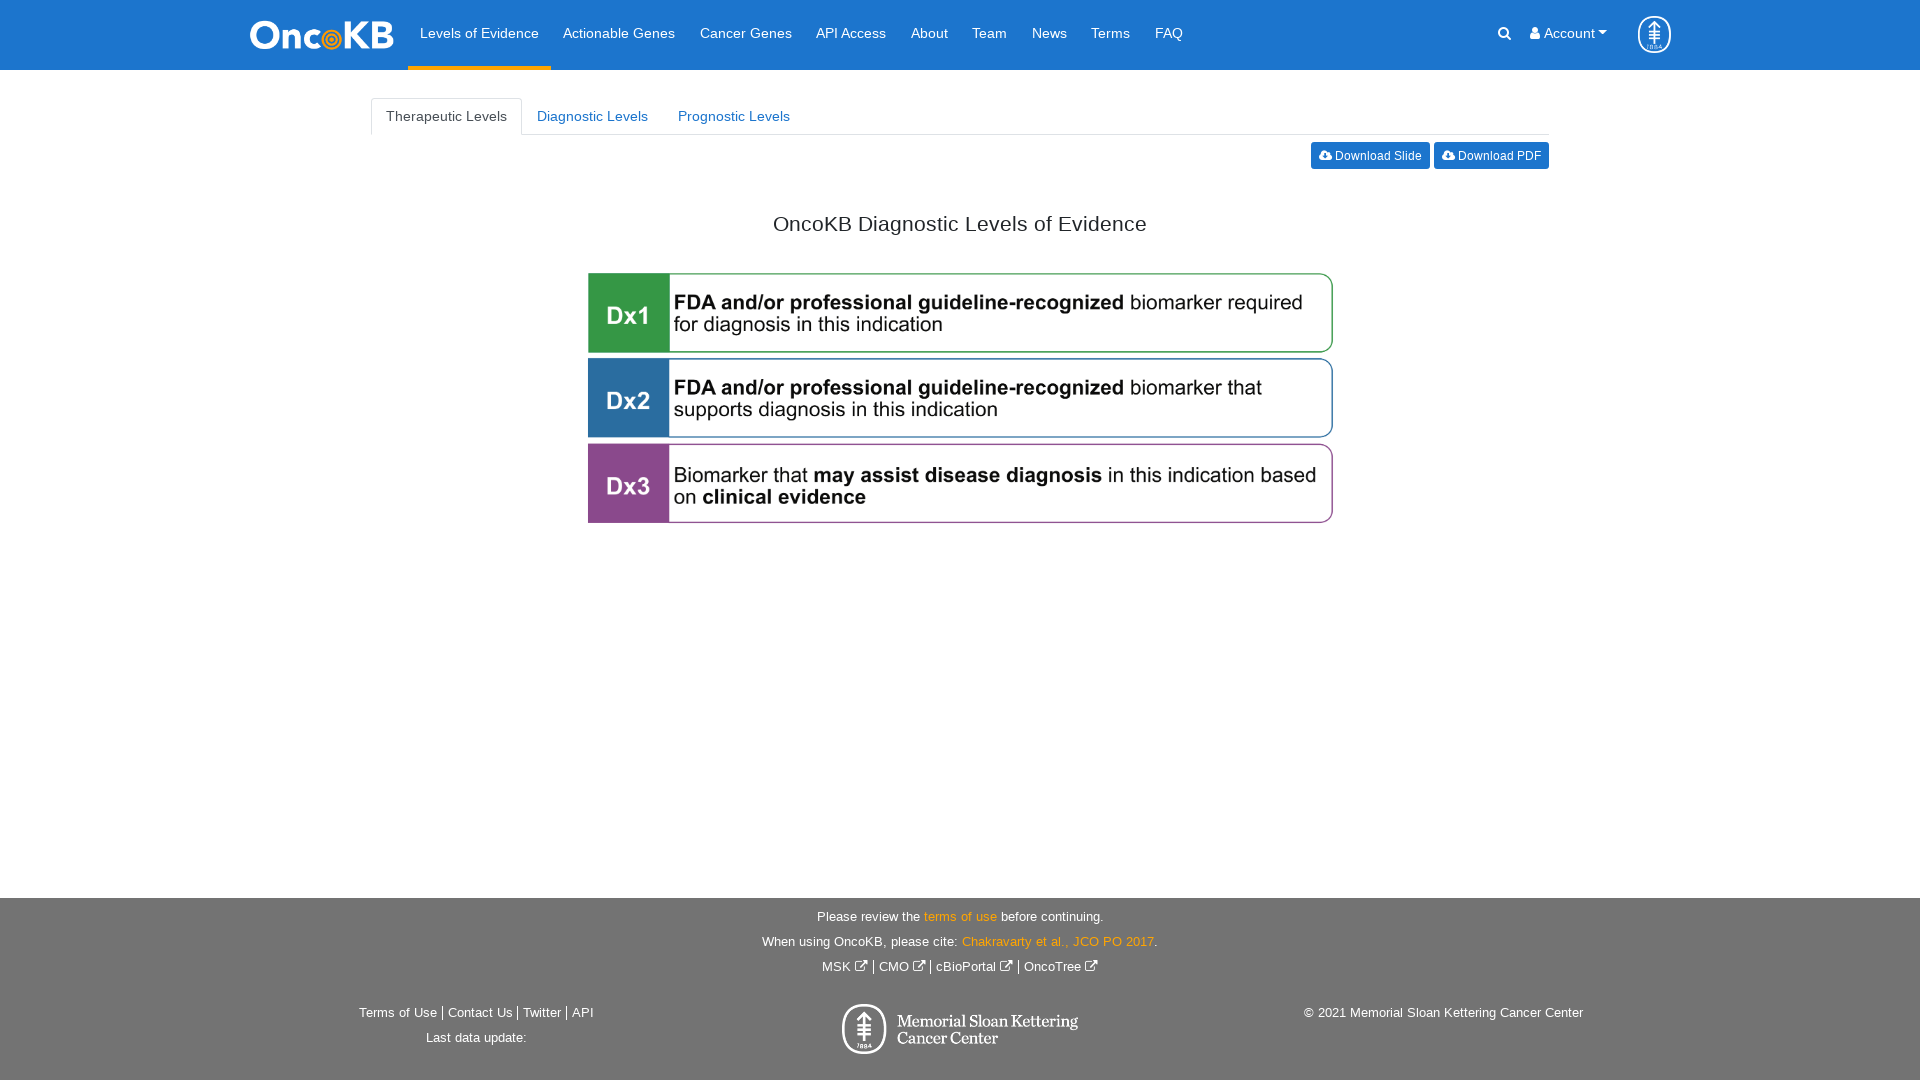 OncoKB
Levels of Evidence
Actionable Genes
Cancer Genes
API Access
About
Team
News
Terms
FAQ
Account
Therapeutic Levels
Diagnostic Levels
Prognostic Levels
Download Slide
Download PDF
OncoKB Diagnostic Levels of Evidence
Dx1
FDA and/or professional guideline-recognized biomarker required
for diagnosis in this indication
Dx2
FDA and/or professional guideline-recognized biomarker that
supports diagnosis in this indication
Dx3
Biomarker that may assist disease diagnosis in this indication based
on clinical evidence
Please review the terms of use before continuing.
When using OncoKB, please cite: Chakravarty et al., JCO PO 2017.
MSK | CMO | cBioPortal | OncoTree
Terms of Use | Contact Us | Twitter | API
Last data update:
1884
Memorial Sloan Kettering
Cancer Center
© 2021 Memorial Sloan Kettering Cancer Center